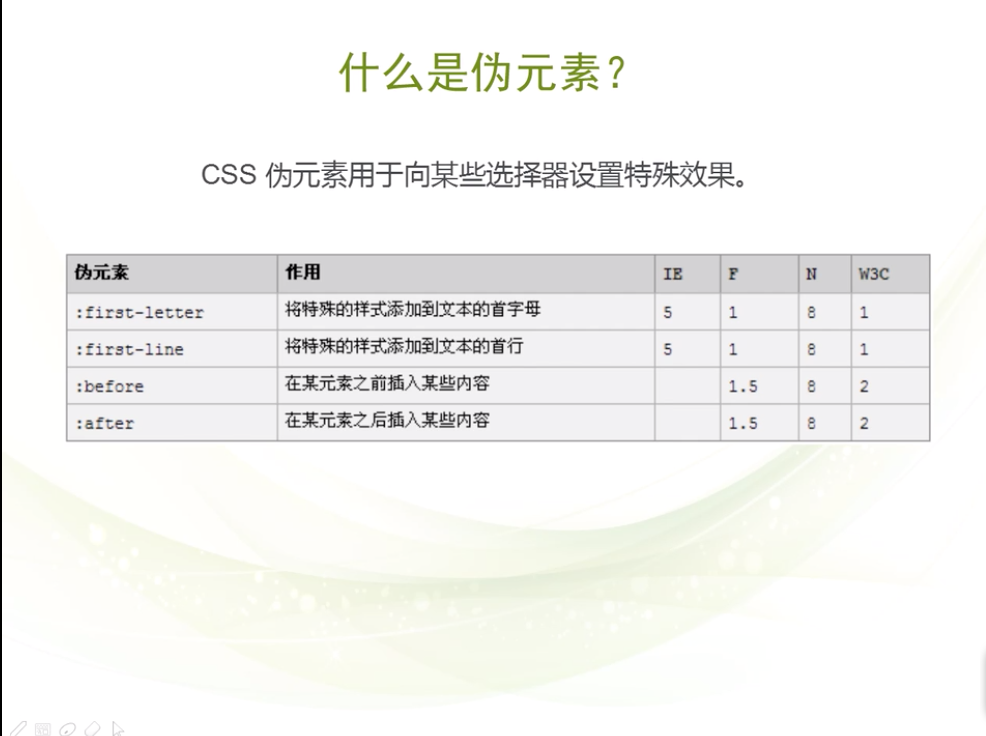 什么是伪元素？
CSS 伪元素用于向某些选择器设置特殊效果。
伪元素 作用 IE F N W3C
:first-letter 将特殊的样式添加到文本的首字母 5 1 8 1
:first-line 将特殊的样式添加到文本的首行 5 1 8 1
:before 在某元素之前插入某些内容 1.5 8 2
:after 在某元素之后插入某些内容 1.5 8 2